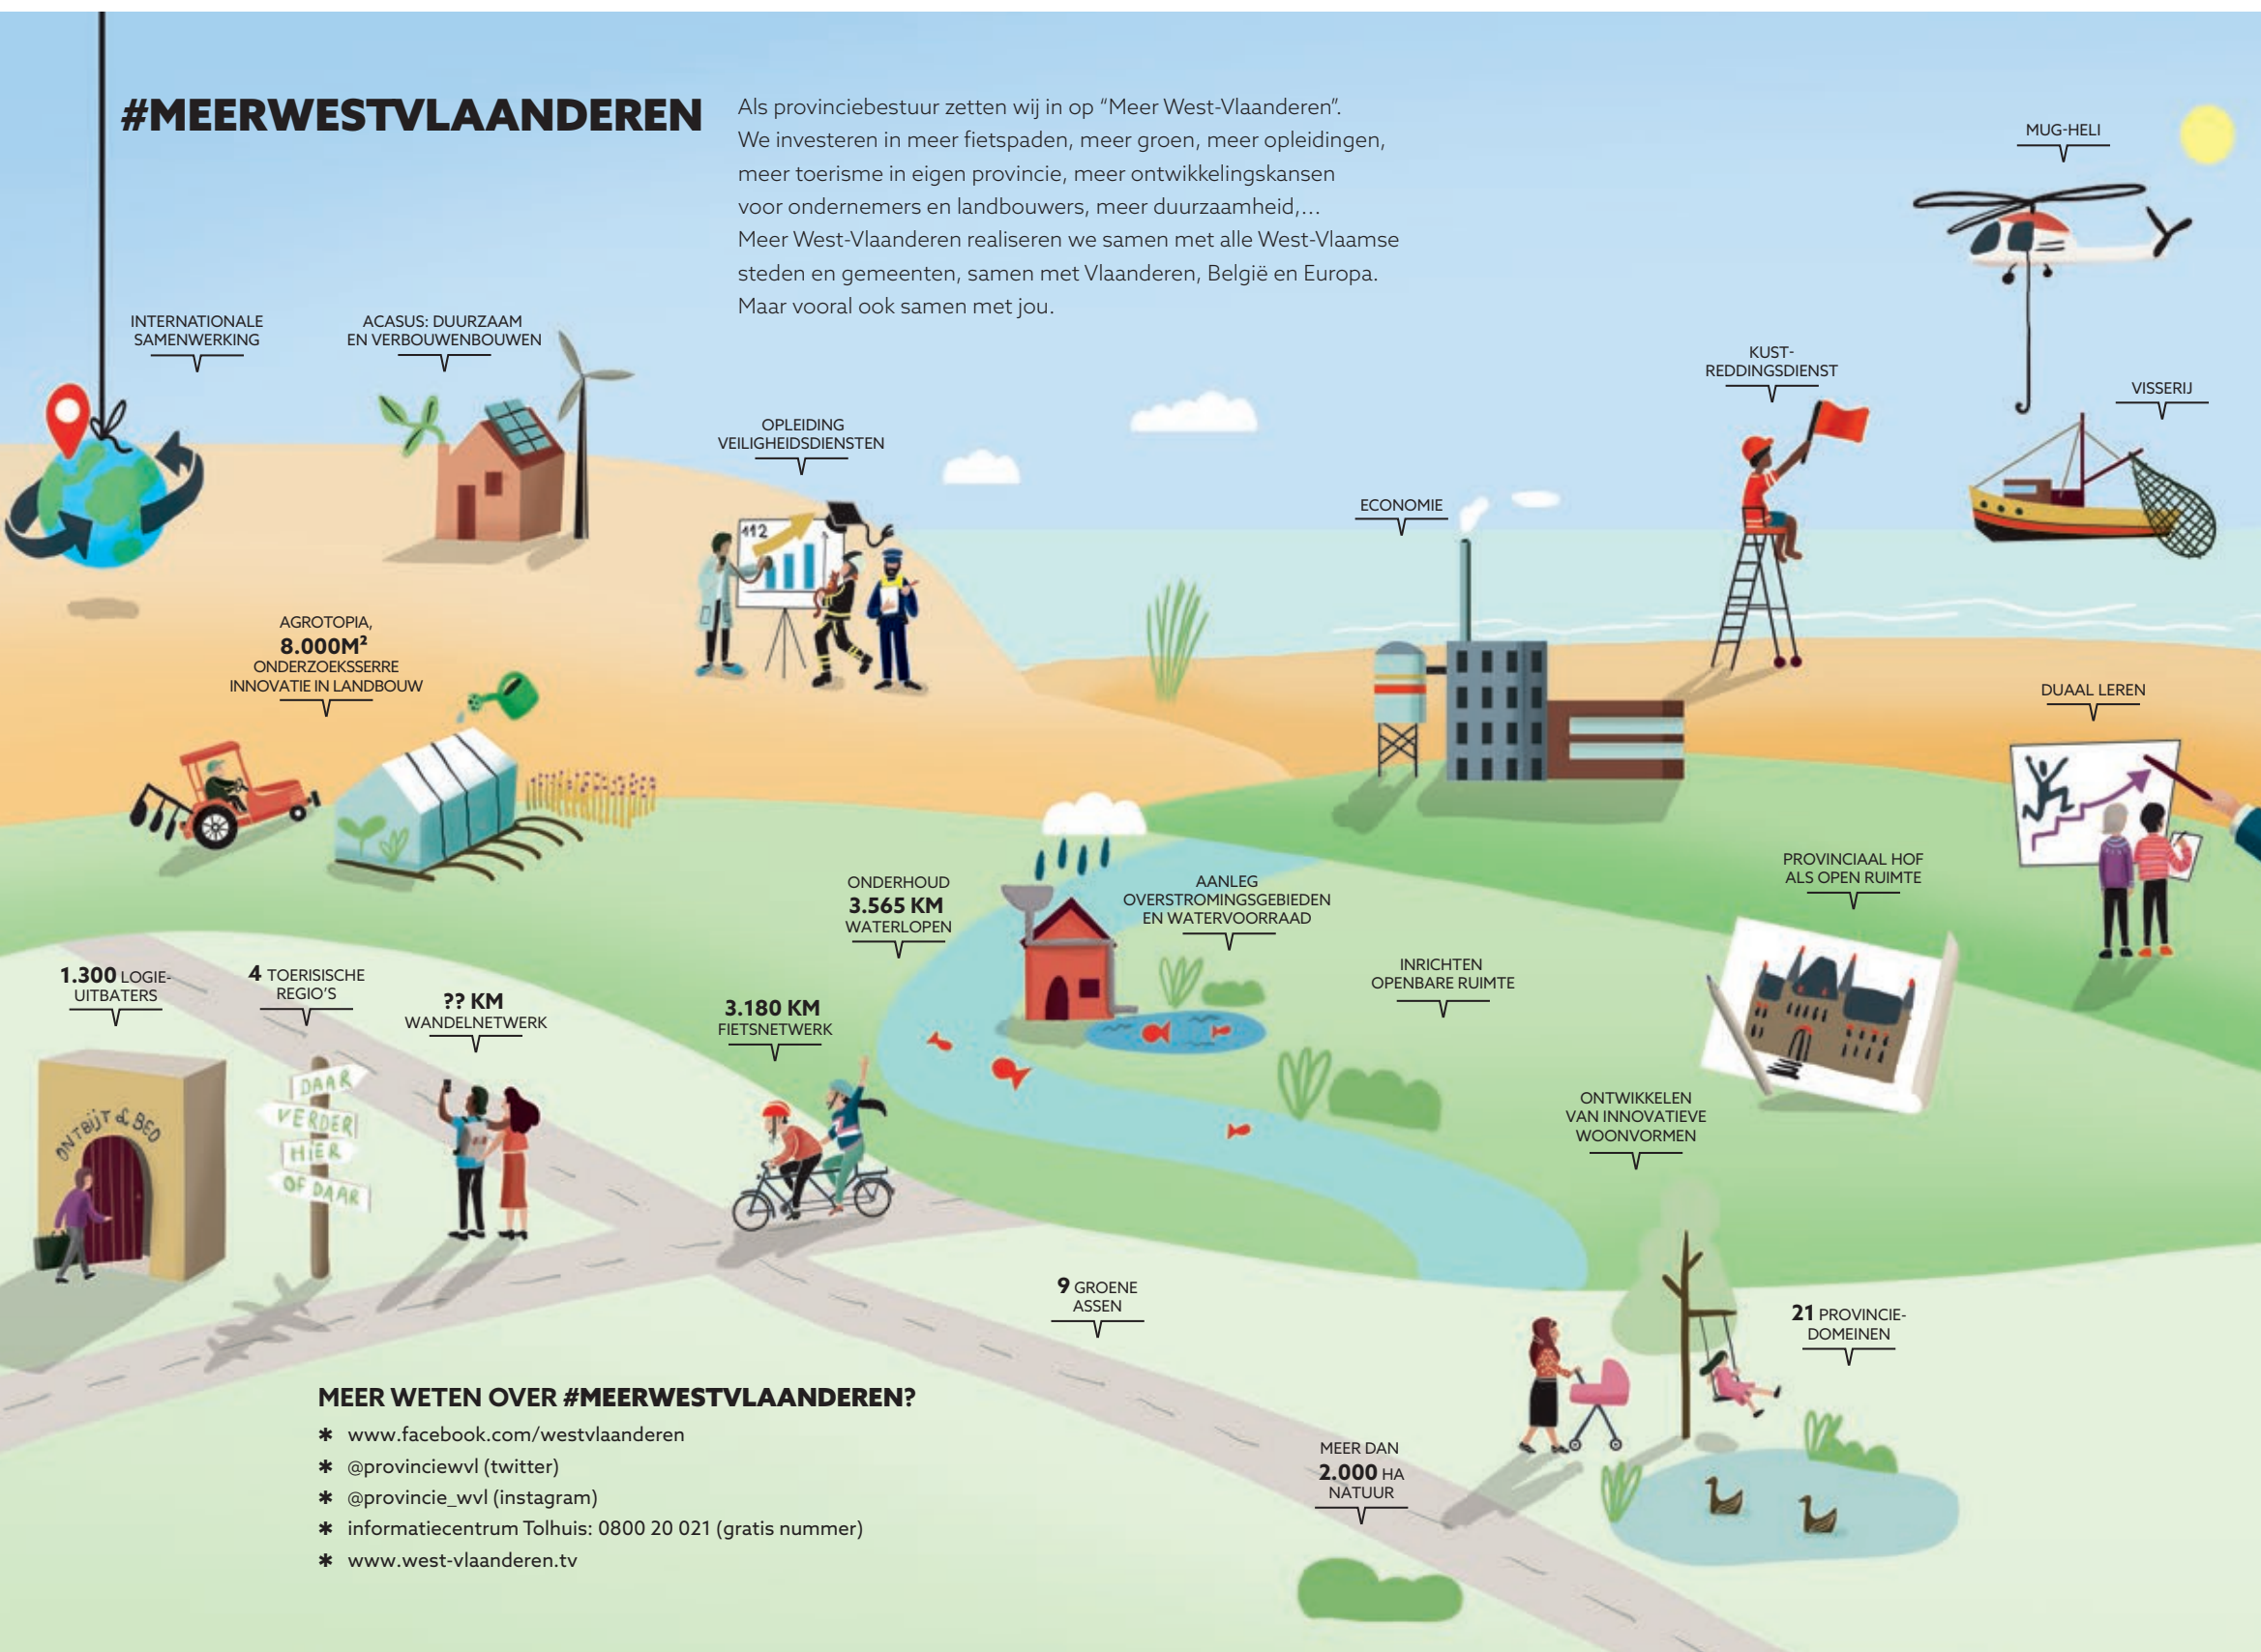 #MEERWESTVLAANDEREN
Als provinciebestuur zetten wij in op “Meer West-Vlaanderen”.
We investeren in meer fietspaden, meer groen, meer opleidingen,
meer toerisme in eigen provincie, meer ontwikkelingskansen
voor ondernemers en landbouwers, meer duurzaamheid,...
Meer West-Vlaanderen realiseren we samen met alle West-Vlaamse
steden en gemeenten, samen met Vlaanderen, België en Europa.
Maar vooral ook samen met jou.
MUG-HELI
INTERNATIONALE
SAMENWERKING
ACASUS: DUURZAAM
EN VERBOUWENBOUWEN
KUST-
REDDINGSDIENST
VISSERIJ
OPLEIDING
VEILIGHEIDSDIENSTEN
112
ECONOMIE
AGROTOPIA,
8.000M²
ONDERZOEKSSERRE
INNOVATIE IN LANDBOUW
DUAAL LEREN
ONDERHOUD
3.565 KM
WATERLOPEN
AANLEG
OVERSTROMINGSGEBIEDEN
EN WATERVOORRAAD
PROVINCIAAL HOF
ALS OPEN RUIMTE
INRICHTEN
OPENBARE RUIMTE
1.300 LOGIE-
UITBATERS
4 TOERISISCHE
REGIO'S
?? KM
WANDELNETWERK
3.180 KM
FIETSNETWERK
ONTBIJT & BED
DAAR
VERDER
HIER
OF DAAR
ONTWIKKELEN
VAN INNOVATIEVE
WOONVORMEN
9 GROENE
ASSEN
21 PROVINCIE-
DOMEINEN
MEER DAN
2.000 HA
NATUUR
MEER WETEN OVER #MEERWESTVLAANDEREN?
✱ www.facebook.com/westvlaanderen
✱ @provinciewvl (twitter)
✱ @provincie_wvl (instagram)
✱ informatiecentrum Tolhuis: 0800 20 021 (gratis nummer)
✱ www.west-vlaanderen.tv